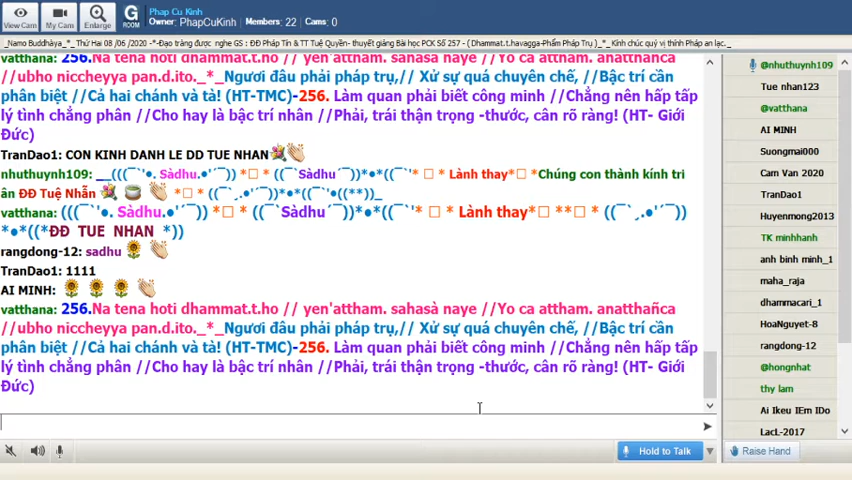 View Cam
My Cam
Enlarge
G
ROOM
Phap Cu Kinh
Owner: PhapCuKinh Members: 22 Cams: 0
_Namo Buddhàya_*_ Thứ Hai 08 /06 /2020 -*-Đạo tràng được nghe GS : ĐĐ Pháp Tín & TT Tuệ Quyền- thuyết giảng Bài học PCK Số 257 - ( Dhammat.t.havagga-Phẩm Pháp Trụ )_*_ Kính chúc quý vị thính Pháp an lạc._
vatthana: 256.Na tena hoti dhammat.t.ho // yen'attham. sahasà naye //Yo ca attham. anatthañca
//ubho niccheyya pan.d.ito._*_Ngươi đâu phải pháp trụ,// Xử sự quá chuyên chế, //Bậc trí cần
phân biệt //Cả hai chánh và tà! (HT-TMC)-256. Làm quan phải biết công minh //Chẳng nên hấp tấp
lý tình chẳng phân //Cho hay là bậc trí nhân //Phải, trái thận trọng -thước, cân rõ ràng! (HT- Giới
Đức)
TranDao1: CON KINH DANH LE DD TUE NHAN
nhuthuynh109: __(((¯`'•. Sàdhu.•'´¯)) *□ * ((¯`Sàdhu´¯)*•*((¯`'*□ *□ * Lành thay*□ *Chúng con thành kính tri
ân ĐĐ Tuệ Nhẫn *□ * ((¯`¸.•'´¯)*•*((¯`((**))_
vatthana: (((¯`'•. Sàdhu.•'´¯)) *□ * ((¯`Sàdhu´¯)*•*((¯`'* □ * Lành thay*□ **□ * ((¯`¸.•'´¯))
*•*((*ĐĐ TUE NHAN *))
rangdong-12: sadhu
TranDao1: 1111
AI MINH:
vatthana: 256.Na tena hoti dhammat.t.ho // yen'attham. sahasà naye //Yo ca attham. anatthañca
//ubho niccheyya pan.d.ito._*_Ngươi đâu phải pháp trụ,// Xử sự quá chuyên chế, //Bậc trí cần
phân biệt //Cả hai chánh và tà! (HT-TMC)-256. Làm quan phải biết công minh //Chẳng nên hấp tấp
lý tình chẳng phân //Cho hay là bậc trí nhân //Phải, trái thận trọng -thước, cân rõ ràng! (HT- Giới
Đức)
@nhuthuynh109
Tue nhan123
@vatthana
AI MINH
Suongmai000
Cam Van 2020
TranDao1
Huyenmong2013
TK minhhanh
anh binh minh_1
maha_raja
dhammacari_1
HoaNguyet-8
rangdong-12
@hongnhat
thy lam
Ai lkeu IEm IDo
LacL-2017
Hold to Talk
Raise Hand